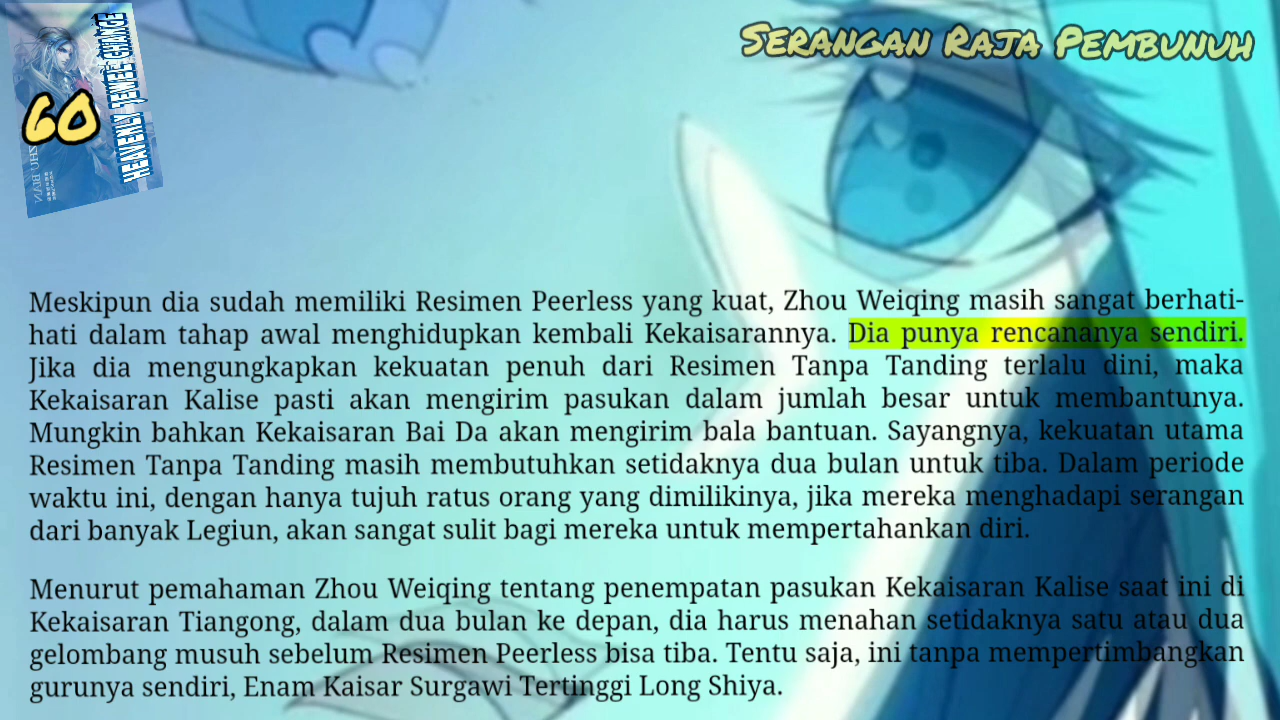 Serangan Raja Pembunuh
60
HEAVENLY JEWEL CHANGE
Meskipun dia sudah memiliki Resimen Peerless yang kuat, Zhou Weiqing masih sangat berhati-
hati dalam tahap awal menghidupkan kembali Kekaisarannya. Dia punya rencananya sendiri.
Jika dia mengungkapkan kekuatan penuh dari Resimen Tanpa Tanding terlalu dini, maka
Kekaisaran Kalise pasti akan mengirim pasukan dalam jumlah besar untuk membantunya.
Mungkin bahkan Kekaisaran Bai Da akan mengirim bala bantuan. Sayangnya, kekuatan utama
Resimen Tanpa Tanding masih membutuhkan setidaknya dua bulan untuk tiba. Dalam periode
waktu ini, dengan hanya tujuh ratus orang yang dimilikinya, jika mereka menghadapi serangan
dari banyak Legiun, akan sangat sulit bagi mereka untuk mempertahankan diri.
Menurut pemahaman Zhou Weiqing tentang penempatan pasukan Kekaisaran Kalise saat ini di
Kekaisaran Tiangong, dalam dua bulan ke depan, dia harus menahan setidaknya satu atau dua
gelombang musuh sebelum Resimen Peerless bisa tiba. Tentu saja, ini tanpa mempertimbangkan
gurunya sendiri, Enam Kaisar Surgawi Tertinggi Long Shiya.